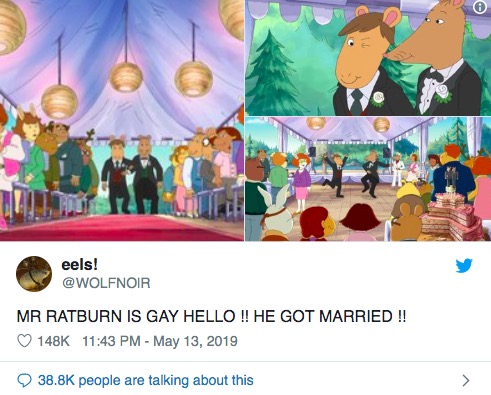 eels!
@WOLFNOIR
MR RATBURN IS GAY HELLO !! HE GOT MARRIED !!
148K 11:43 PM - May 13, 2019
38.8K people are talking about this